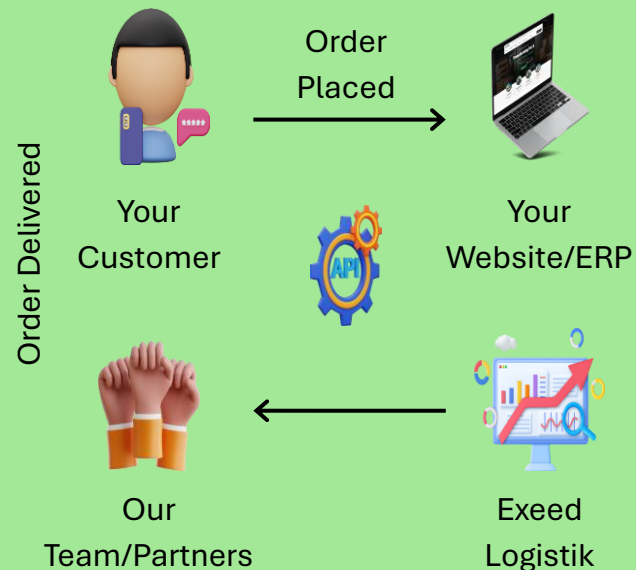 Order
Placed
Your
Customer
Your
Website/ERP
Order Delivered
API
Our
Team/Partners
Exeed
Logistik